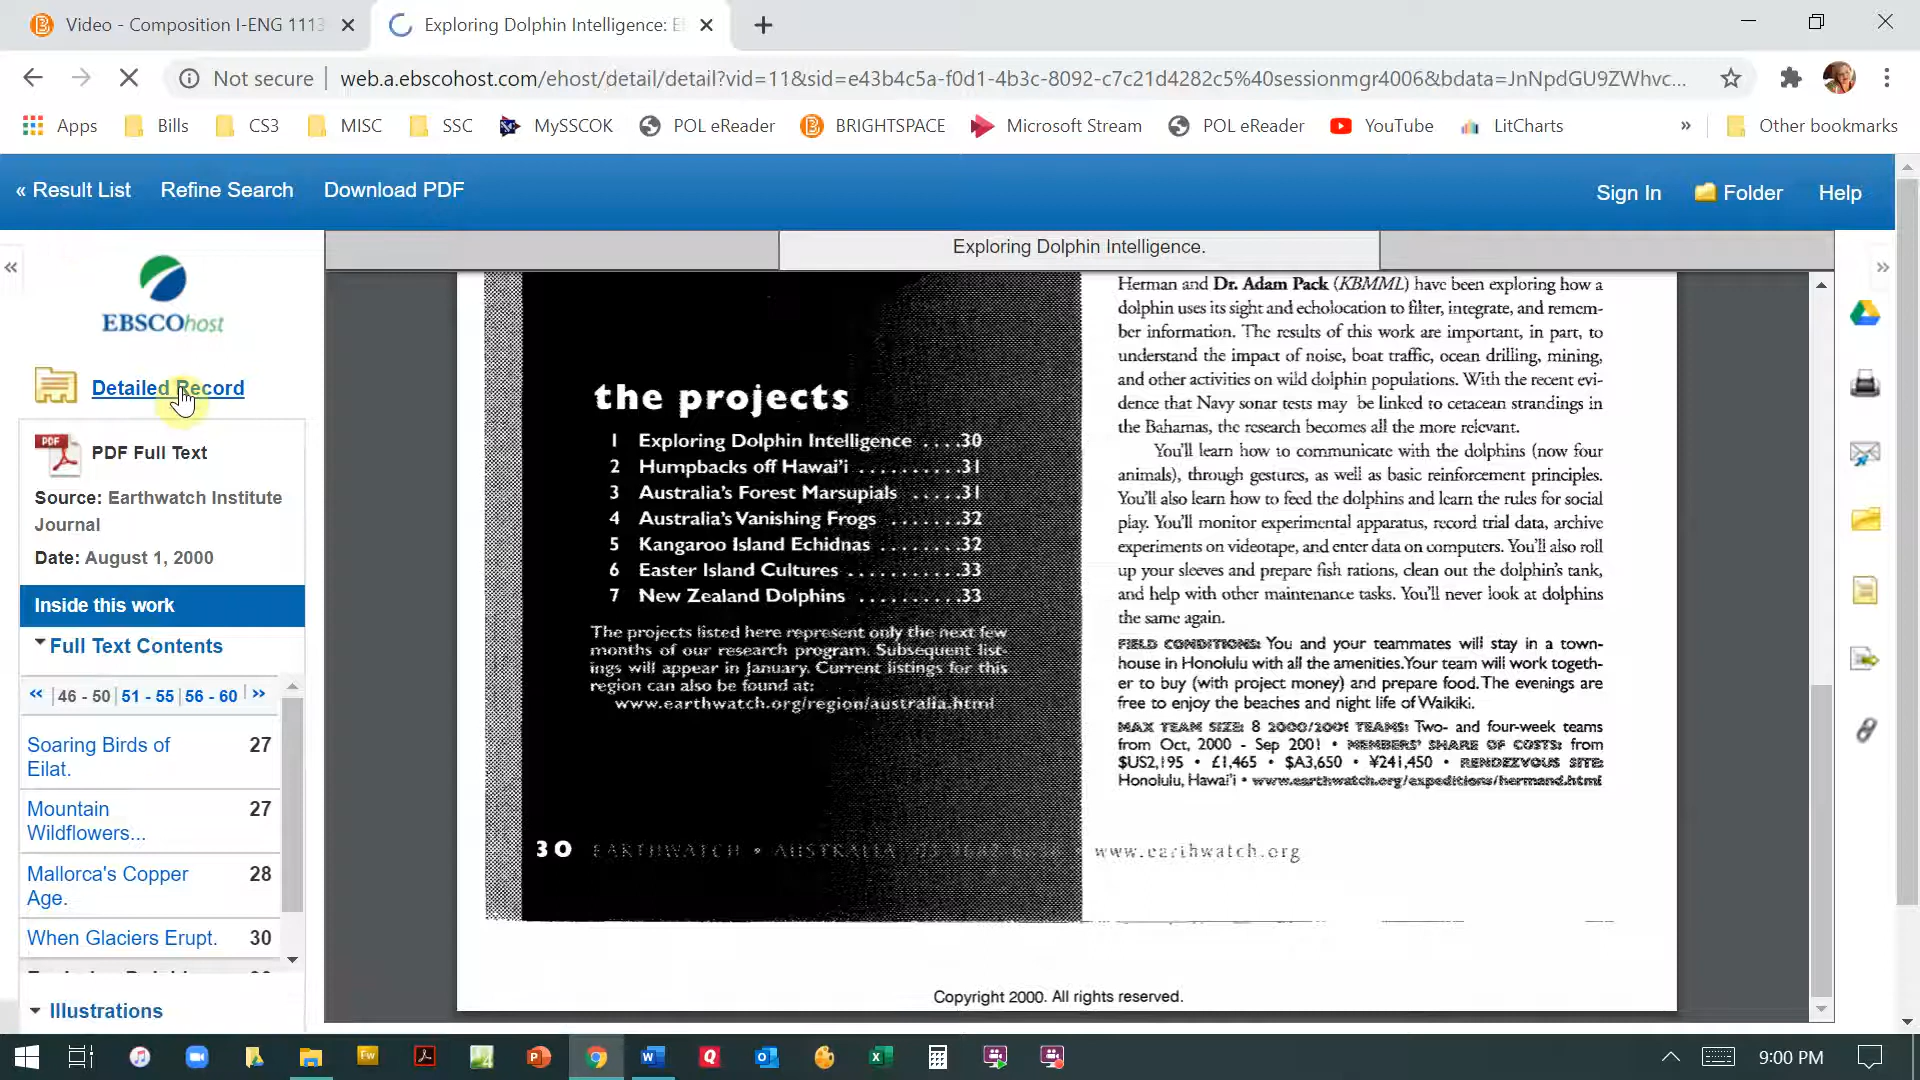 Video - Composition I-ENG 1113
Exploring Dolphin Intelligence: E
Not secure
web.a.ebscohost.com/ehost/detail/detail?vid=11&sid=e43b4c5a-f0d1-4b3c-8092-c7c21d4282c5%40sessionmgr4006&bdata=JnNpdGU9ZWhvc...
Apps
Bills
CS3
MISC
SSC
MySSCOK
POL eReader
BRIGHTSPACE
Microsoft Stream
POL eReader
YouTube
LitCharts
»
Other bookmarks
« Result List
Refine Search
Download PDF
Sign In
Folder
Help
Exploring Dolphin Intelligence.
EBSCOhost
Detailed Record
PDF
PDF Full Text
Source: Earthwatch Institute
Journal
Date: August 1, 2000
Inside this work
Full Text Contents
« | 46 - 50 | 51 - 55 | 56 - 60 | »
Soaring Birds of 27
Eilat.
Mountain 27
Wildflowers...
Mallorca's Copper 28
Age.
When Glaciers Erupt. 30
Illustrations
the projects
1 Exploring Dolphin Intelligence ....30
2 Humpbacks off Hawai'i ..........31
3 Australia's Forest Marsupials .....31
4 Australia's Vanishing Frogs .......32
5 Kangaroo Island Echidnas ........32
6 Easter Island Cultures ...........33
7 New Zealand Dolphins ..........33
The projects listed here represent only the next few
months of our research program. Subsequent list-
ings will appear in January. Current listings for this
region can also be found at:
www.earthwatch.org/region/australia.html
30 EARTHWATCH • AUSTRALIA
Herman and Dr. Adam Pack (KBMML) have been exploring how a
dolphin uses its sight and echolocation to filter, integrate, and remem-
ber information. The results of this work are important, in part, to
understand the impact of noise, boat traffic, ocean drilling, mining,
and other activities on wild dolphin populations. With the recent evi-
dence that Navy sonar tests may be linked to cetacean strandings in
the Bahamas, the research becomes all the more relevant.
You'll learn how to communicate with the dolphins (now four
animals), through gestures, as well as basic reinforcement principles.
You'll also learn how to feed the dolphins and learn the rules for social
play. You'll monitor experimental apparatus, record trial data, archive
experiments on videotape, and enter data on computers. You'll also roll
up your sleeves and prepare fish rations, clean out the dolphin's tank,
and help with other maintenance tasks. You'll never look at dolphins
the same again.
FIELD CONDITIONS: You and your teammates will stay in a town-
house in Honolulu with all the amenities.Your team will work togeth-
er to buy (with project money) and prepare food. The evenings are
free to enjoy the beaches and night life of Waikiki.
MAX TEAM SIZE: 8 2000/2001 TEAMS: Two- and four-week teams
from Oct, 2000 - Sep 2001 • MEMBERS' SHARE OF COSTS: from
$US2,195 • £1,465 • $A3,650 • ¥241,450 • RENDEZVOUS SITE:
Honolulu, Hawai'i • www.earthwatch.org/expeditions/hermand.html
www.earthwatch.org
Copyright 2000. All rights reserved.
9:00 PM